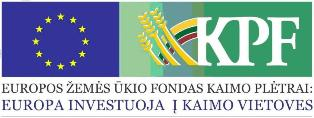 KPF
EUROPOS ŽEMĖS ŪKIO FONDAS KAIMO PLĖTRAI:
EUROPA INVESTUOJA Į KAIMO VIETOVES